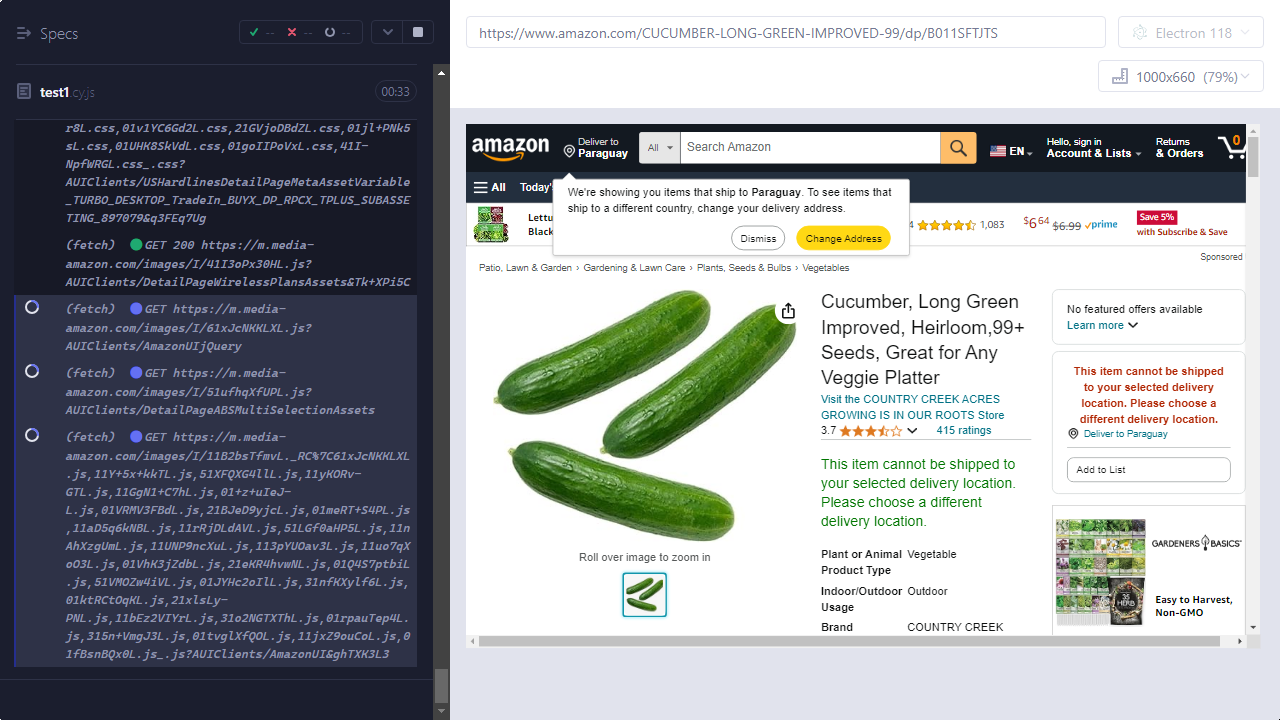 Specs
--
--
--
test1.cy.js
00:33
r8L.css,01v1YC6Gd2L.css,21GVjoDBdZL.css,01jl+PNk5
sL.css,01UHK8SkVdL.css,01goIIPoVxL.css,41I-
NpfWRGL.css_.css?
AUIClients/USHardlinesDetailPageMetaAssetVariable
_TURBO_DESKTOP_TradeIn_BUYX_DP_RPCX_TPLUS_SUBASSE
TING_897079&q3FEq7Ug
(fetch) GET 200 https://m.media-
amazon.com/images/I/41I3oPx30HL.js?
AUIClients/DetailPageWirelessPlansAssets&Tk+XPi5C
(fetch) GET https://m.media-
amazon.com/images/I/61xJcNKKLXL.js?
AUIClients/AmazonUIjQuery
(fetch) GET https://m.media-
amazon.com/images/I/51ufhqXfUPL.js?
AUIClients/DetailPageABSMultiSelectionAssets
(fetch) GET https://m.media-
amazon.com/images/I/11B2bsTfmvL._RC%7C61xJcNKKLXL
.js,11Y+5x+kkTL.js,51XFQXG4llL.js,11yKORv-
GTL.js,11GgN1+C7hL.js,01+z+uIeJ-
L.js,01VRMV3FBdL.js,21BJeD9yjcL.js,01meRT+S4PL.js
,11aD5q6kNBL.js,11rRjDLdAVL.js,51LGf0aHP5L.js,11n
AhXzgUmL.js,11UNP9ncXuL.js,113pYUOav3L.js,11uo7qX
oO3L.js,01VhK3jZdbL.js,21eKR4hvwNL.js,01Q4S7ptbiL
.js,51VMOZw4iVL.js,01JYHc2oIlL.js,31nfKXylf6L.js,
01ktRCtOqKL.js,21xlsLy-
PNL.js,11bEz2VIYrL.js,31o2NGTXThL.js,01rpauTep4L.
js,315n+VmgJ3L.js,01tvglXfQOL.js,11jxZ9ouCoL.js,0
1fBsnBQx0L.js_.js?AUIClients/AmazonUI&ghTXK3L3
https://www.amazon.com/CUCUMBER-LONG-GREEN-IMPROVED-99/dp/B011SFTJTS
Electron 118
1000x660 (79%)
amazon
Deliver to
Paraguay
All
Search Amazon
EN
Hello, sign in
Account & Lists
Returns
& Orders
0
All
Today's
We're showing you items that ship to Paraguay. To see items that
ship to a different country, change your delivery address.
Dismiss
Change Address
Lettu
Black
4
1,083
$6.64
$6.99
prime
Save 5%
with Subscribe & Save
Sponsored
Patio, Lawn & Garden › Gardening & Lawn Care › Plants, Seeds & Bulbs › Vegetables
Roll over image to zoom in
Cucumber, Long Green
Improved, Heirloom,99+
Seeds, Great for Any
Veggie Platter
Visit the COUNTRY CREEK ACRES
GROWING IS IN OUR ROOTS Store
3.7
415 ratings
This item cannot be shipped to
your selected delivery location.
Please choose a different
delivery location.
Plant or Animal Product Type
Vegetable
Indoor/Outdoor Usage
Outdoor
Brand
COUNTRY CREEK
No featured offers available
Learn more
This item cannot be shipped
to your selected delivery
location. Please choose a
different delivery location.
Deliver to Paraguay
Add to List
GARDENERS BASICS
35
HERB
Easy to Harvest,
Non-GMO